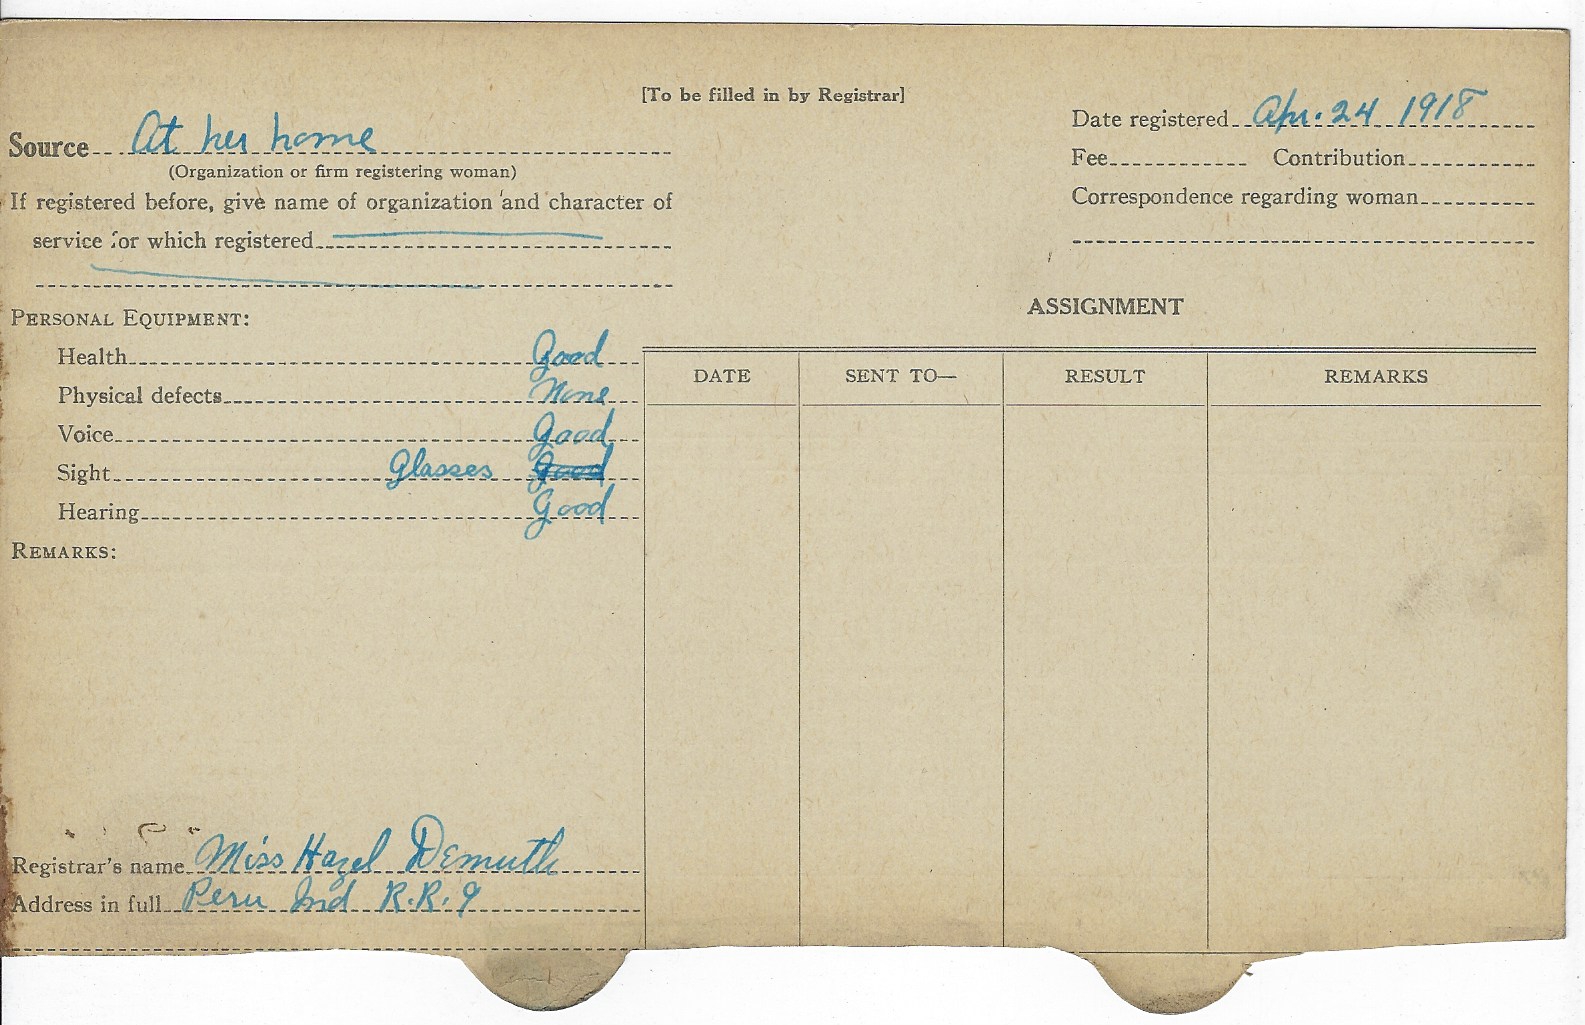 [To be filled in by Registrar]
Source At her home
(Organization or firm registering woman)
If registered before, give name of organization and character of
service for which registered
Date registered Apr. 24 1918
Fee Contribution
Correspondence regarding woman
PERSONAL EQUIPMENT:
Health Good
Physical defects None
Voice Good
Sight Glasses Good
Hearing Good
REMARKS:
Registrar's name Miss Hazel Demuth
Address in full Peru Ind R.R. 9
ASSIGNMENT
DATE SENT TO— RESULT REMARKS